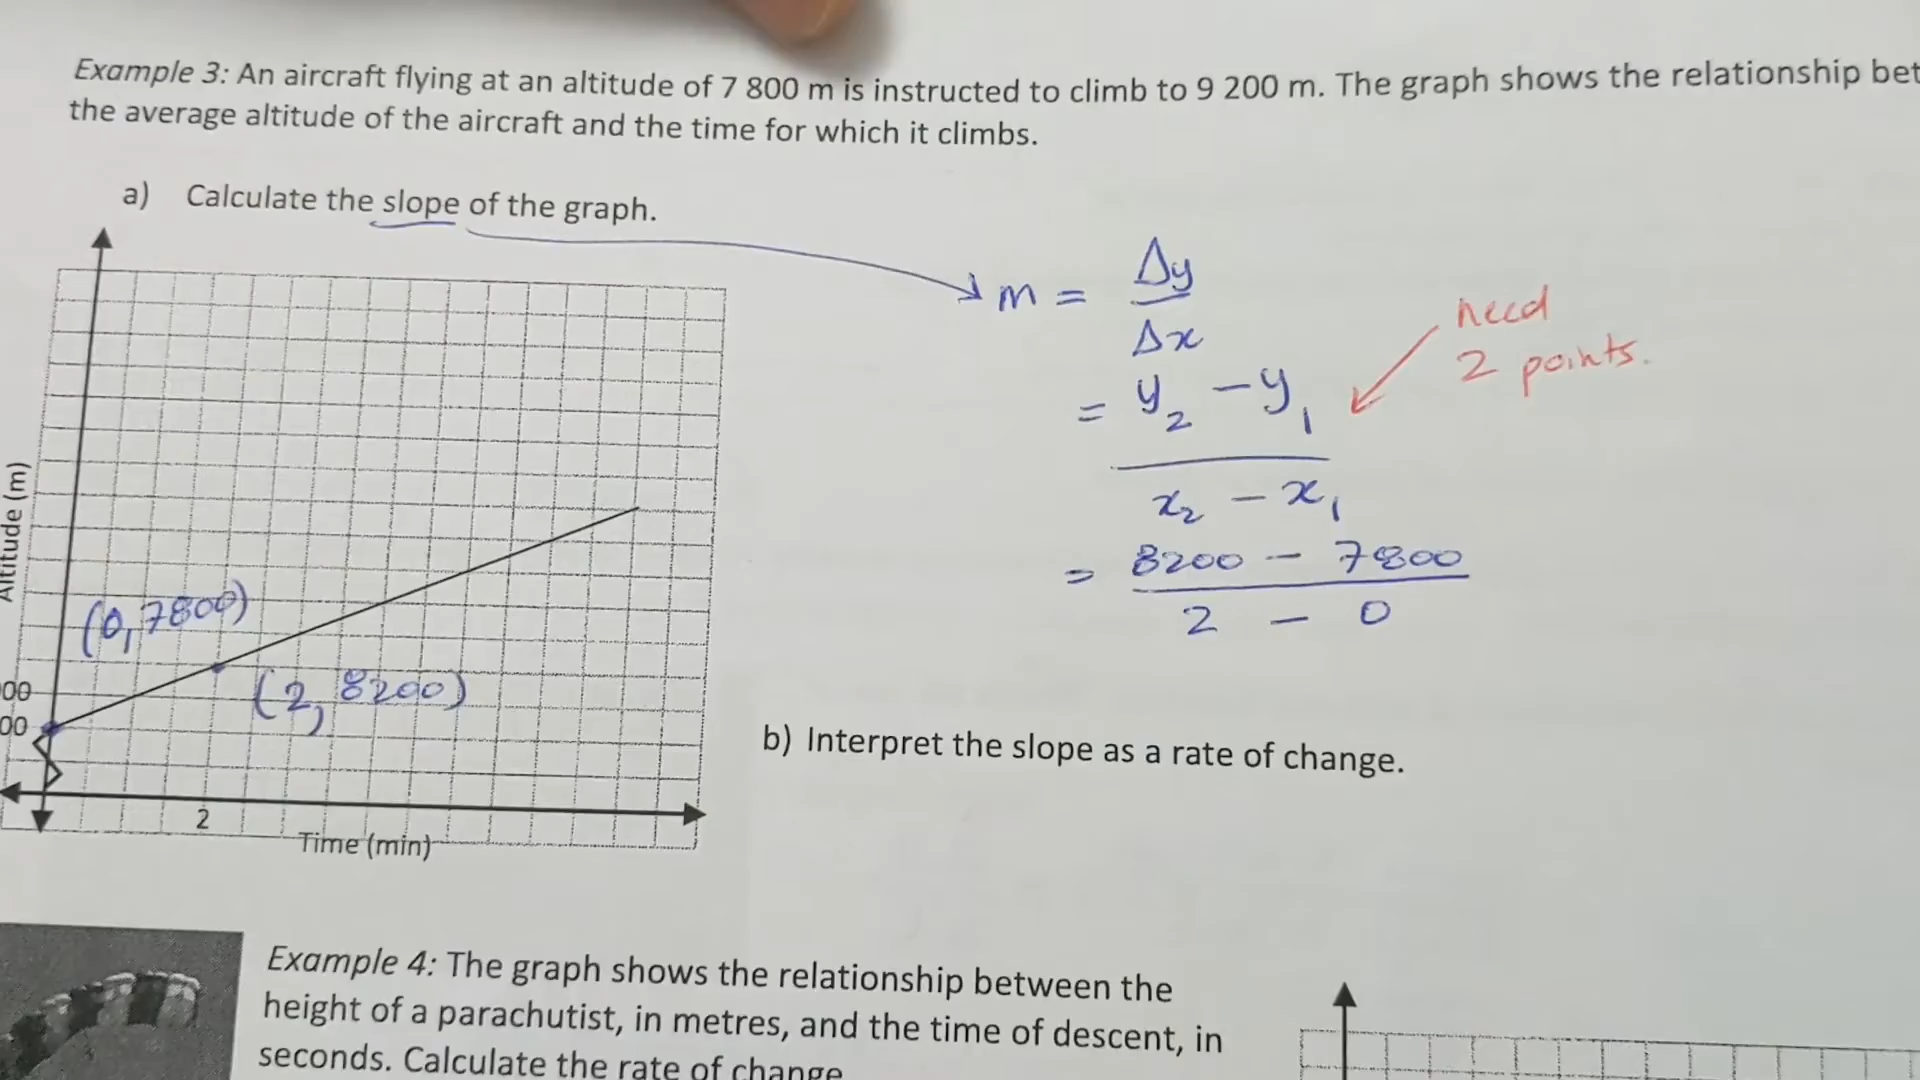 Example 3: An aircraft flying at an altitude of 7 800 m is instructed to climb to 9 200 m. The graph shows the relationship bet
the average altitude of the aircraft and the time for which it climbs.
a) Calculate the slope of the graph.
m = Δy
Δx
need
2 points.
= y₂ - y₁
x₂ - x₁
= 8200 - 7800
2 - 0
Altitude (m)
(0, 7800)
(2, 8200)
00
00
2
Time (min)
b) Interpret the slope as a rate of change.
Example 4: The graph shows the relationship between the
height of a parachutist, in metres, and the time of descent, in
seconds. Calculate the rate of change